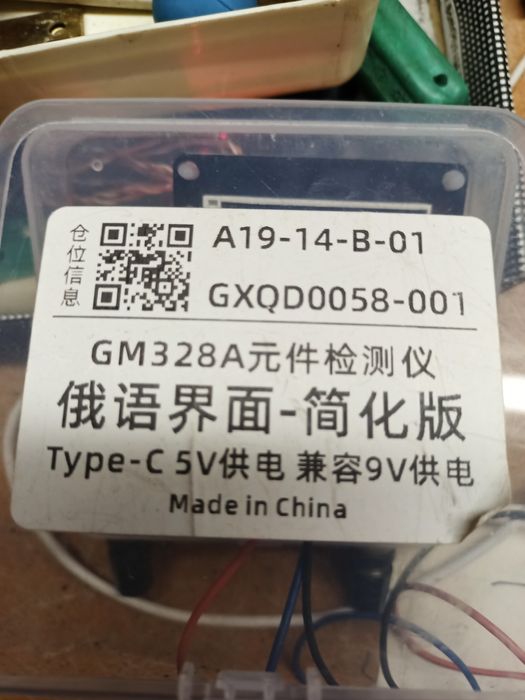 仓位信息
A19-14-B-01
GXQD0058-001
GM328A元件检测仪
俄语界面-简化版
Type-C 5V供电 兼容9V供电
Made in China